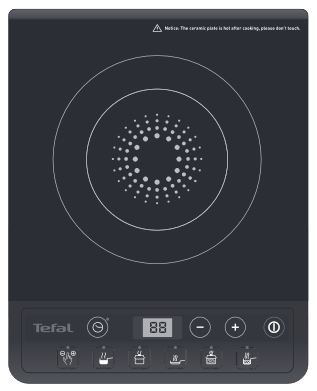 Notice: The ceramic plate is hot after cooking, please don't touch.
Tefal
88